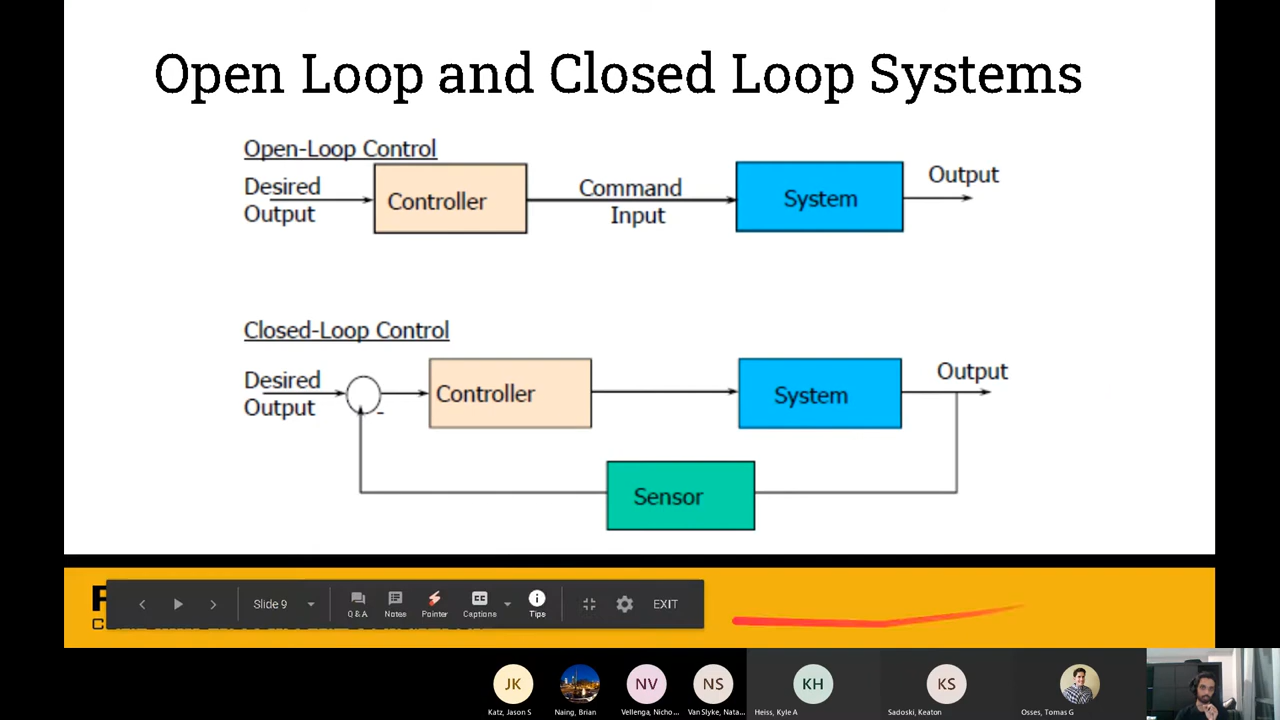 Open Loop and Closed Loop Systems
Open-Loop Control
Desired
Output
Controller
Command
Input
System
Output
Closed-Loop Control
Desired
Output
-
Controller
System
Output
Sensor
Slide 9
Q & A
Notes
Pointer
Captions
Tips
EXIT
JK
NV
NS
KH
KS
Katz, Jason S
Naing, Brian
Vellenga, Nicho...
Van Slyke, Nata...
Heiss, Kyle A
Sadoski, Keaton
Osses, Tomas G